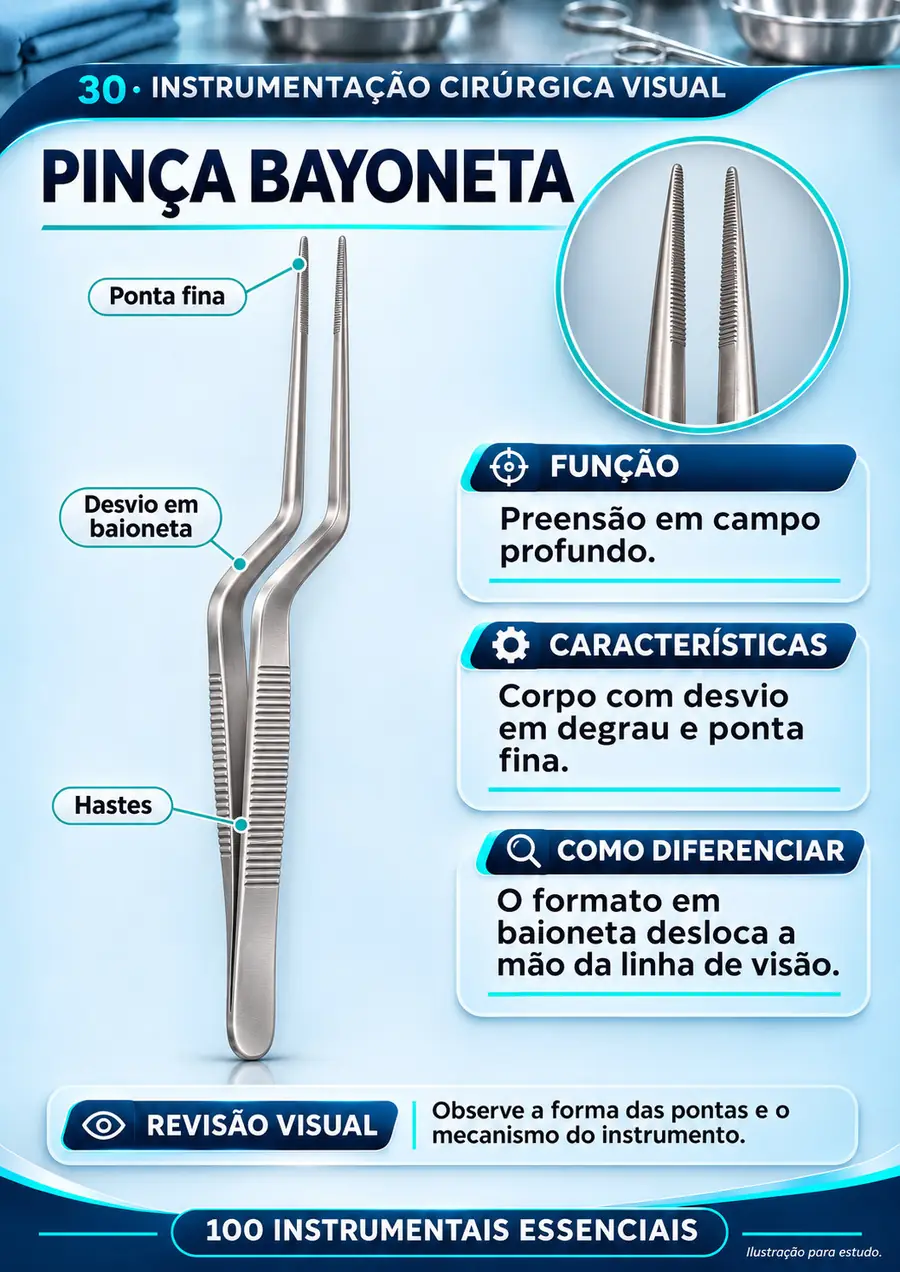 30 · INSTRUMENTAÇÃO CIRÚRGICA VISUAL
PINÇA BAYONETA
Ponta fina
Desvio em
baioneta
Hastes
FUNÇÃO
Preensão em campo
profundo.
CARACTERÍSTICAS
Corpo com desvio
em degrau e ponta
fina.
COMO DIFERENCIAR
O formato em
baioneta desloca a
mão da linha de visão.
REVISÃO VISUAL
Observe a forma das pontas e o
mecanismo do instrumento.
100 INSTRUMENTAIS ESSENCIAIS
Ilustração para estudo.